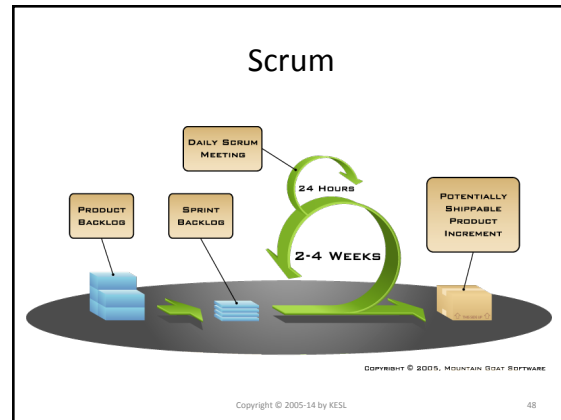 Scrum
DAILY SCRUM
MEETING
24 HOURS
PRODUCT
BACKLOG
SPRINT
BACKLOG
POTENTIALLY
SHIPPABLE
PRODUCT
INCREMENT
2-4 WEEKS
COPYRIGHT © 2005, MOUNTAIN GOAT SOFTWARE
Copyright © 2005-14 by KESL
48